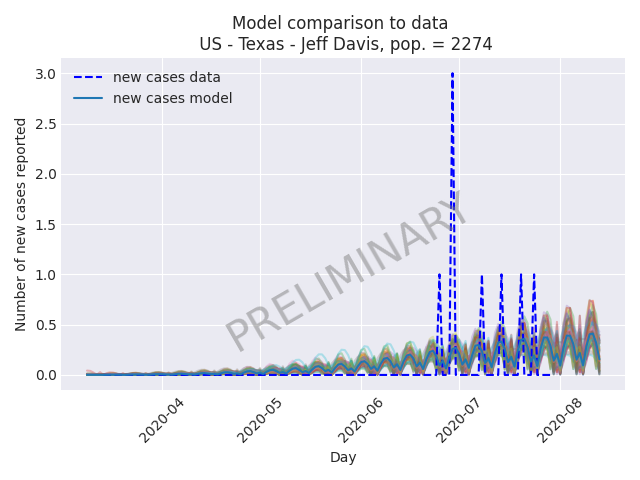 Model comparison to data
US - Texas - Jeff Davis, pop. = 2274
new cases data
new cases model
Number of new cases reported
3.0
2.5
2.0
1.5
1.0
0.5
0.0
PRELIMINARY
2020-04
2020-05
2020-06
2020-07
2020-08
Day